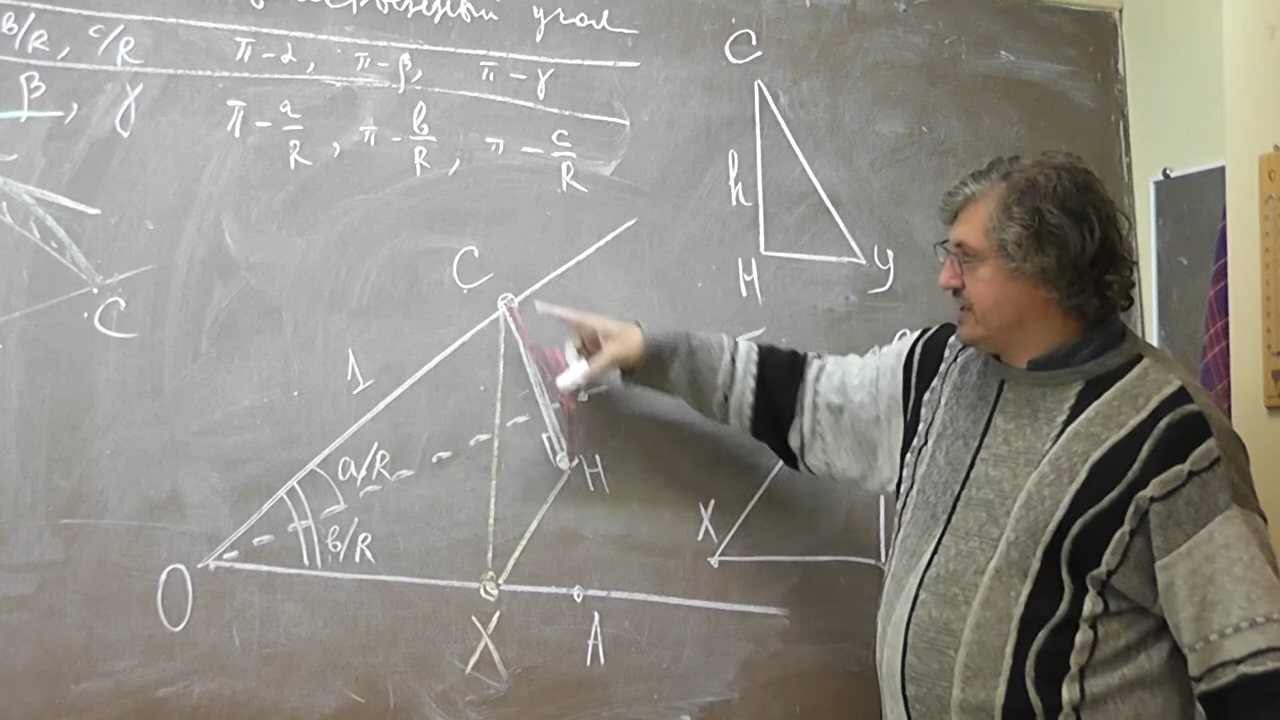 угол
в/R, c/R π-α, π-β, π-γ
β, γ π - a/R, π - b/R, π - c/R
C
h
H y
C
C
1
a/R
H
в/R
X
O
X
A